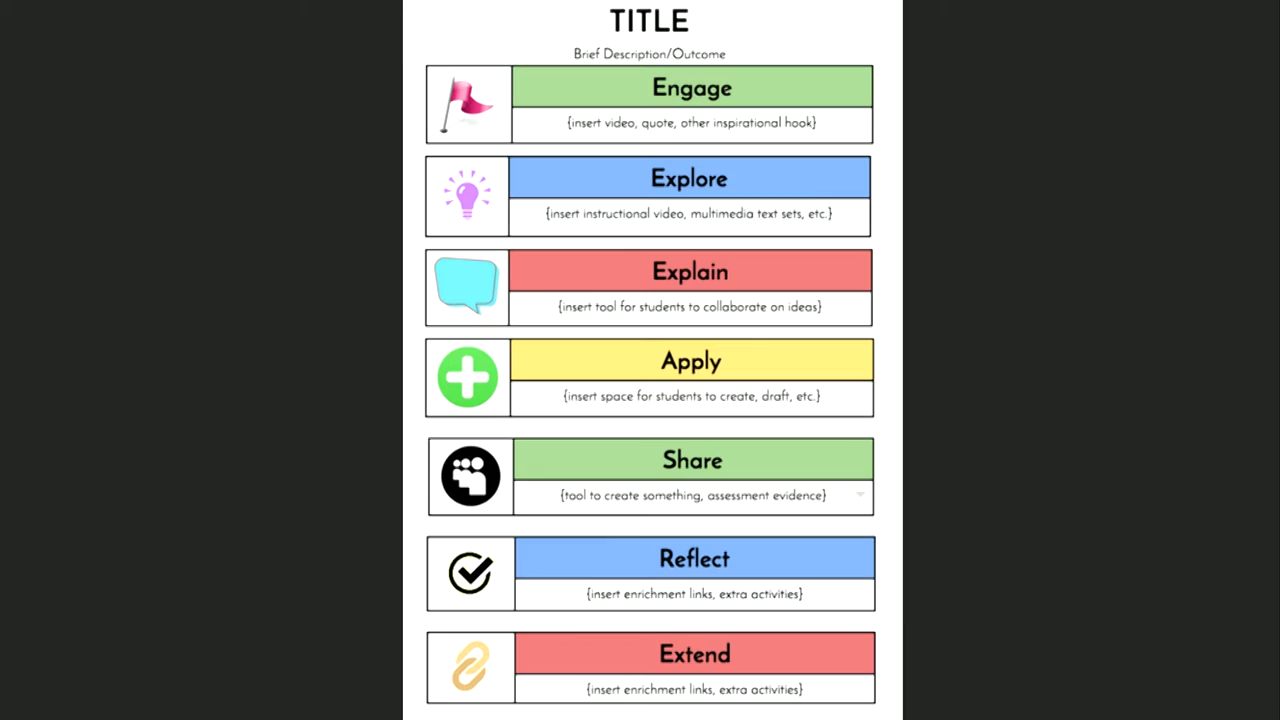 TITLE
Brief Description/Outcome
Engage
{insert video, quote, other inspirational hook}
Explore
{insert instructional video, multimedia text sets, etc.}
Explain
{insert tool for students to collaborate on ideas}
Apply
{insert space for students to create, draft, etc.}
Share
{tool to create something, assessment evidence}
Reflect
{insert enrichment links, extra activities}
Extend
{insert enrichment links, extra activities}